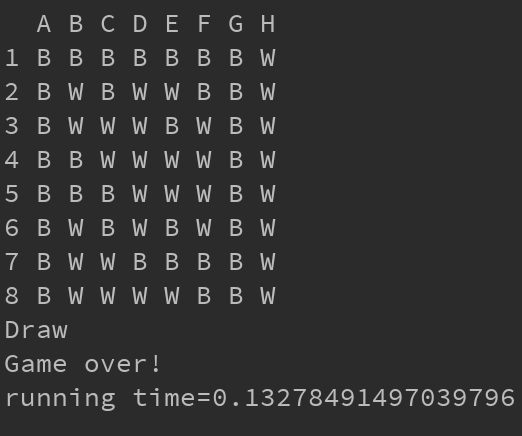 A B C D E F G H
1 B B B B B B B W
2 B W B W W B B W
3 B W W W B W B W
4 B B W W W W B W
5 B B B W W W B W
6 B W B W B W B W
7 B W W B B B B W
8 B W W W W B B W
Draw
Game over!
running time=0.13278491497039796